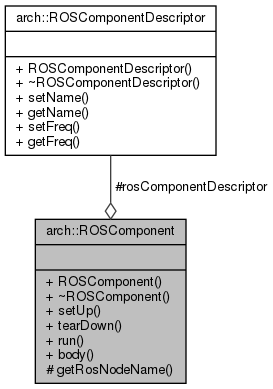 arch::ROSComponentDescriptor
+ ROSComponentDescriptor()
+ ~ROSComponentDescriptor()
+ setName()
+ getName()
+ setFreq()
+ getFreq()
#rosComponentDescriptor
arch::ROSComponent
+ ROSComponent()
+ ~ROSComponent()
+ setUp()
+ tearDown()
+ run()
+ body()
# getRosNodeName()